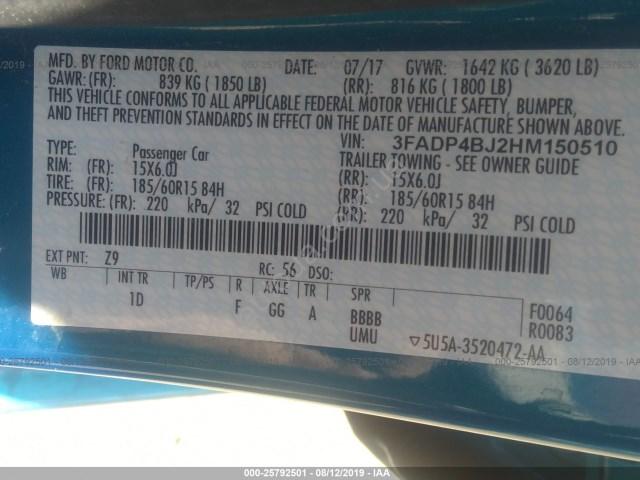 MFD. BY FORD MOTOR CO. DATE: 07/17 GVWR: 1642 KG ( 3620 LB)
GAWR: (FR): 839 KG ( 1850 LB) (RR): 816 KG ( 1800 LB)
THIS VEHICLE CONFORMS TO ALL APPLICABLE FEDERAL MOTOR VEHICLE SAFETY, BUMPER,
AND THEFT PREVENTION STANDARDS IN EFFECT ON THE DATE OF MANUFACTURE SHOWN ABOVE.
VIN: 3FADP4BJ2HM150510
TYPE: Passenger Car TRAILER TOWING - SEE OWNER GUIDE
RIM: (FR): 15X6.0J (RR): 15X6.0J
TIRE: (FR): 185/60R15 84H (RR): 185/60R15 84H
PRESSURE: (FR): 220 kPa/ 32 PSI COLD (RR): 220 kPa/ 32 PSI COLD
EXT PNT: Z9 RC: 56 DSO:
WB INT TR TP/PS R AXLE TR SPR
1D F GG A BBBB F0064
UMU R0083
▽5U5A-3520472-AA
000-25792501 - 08/12/2019 - IAA